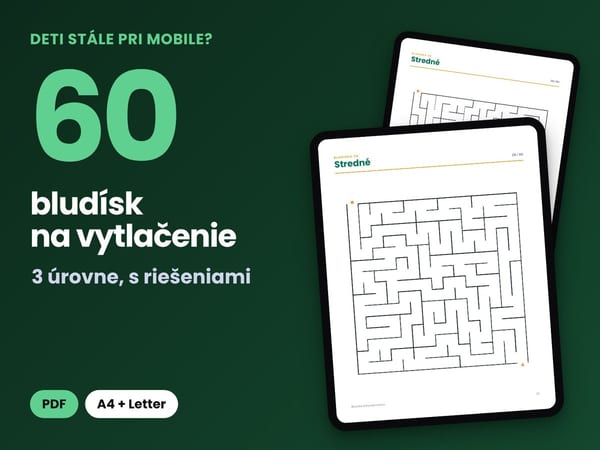 DETI STÁLE PRI MOBILE?
60
bludísk
na vytlačenie
3 úrovne, s riešeniami
PDF
A4 + Letter
Stredné
Stredné